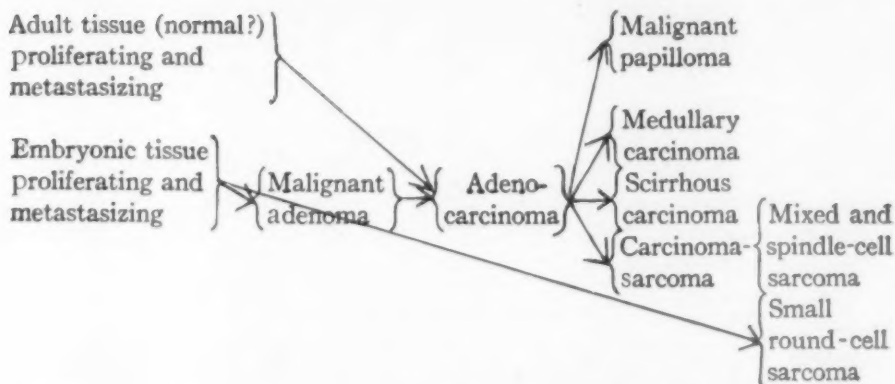 Adult tissue (normal?)
proliferating and
metastasizing
Embryonic tissue
proliferating and
metastasizing
Malignant
adenoma
Adeno-
carcinoma
Malignant
papilloma
Medullary
carcinoma
Scirrhous
carcinoma
Carcinoma-
sarcoma
Mixed and
spindle-cell
sarcoma
Small
round-cell
sarcoma